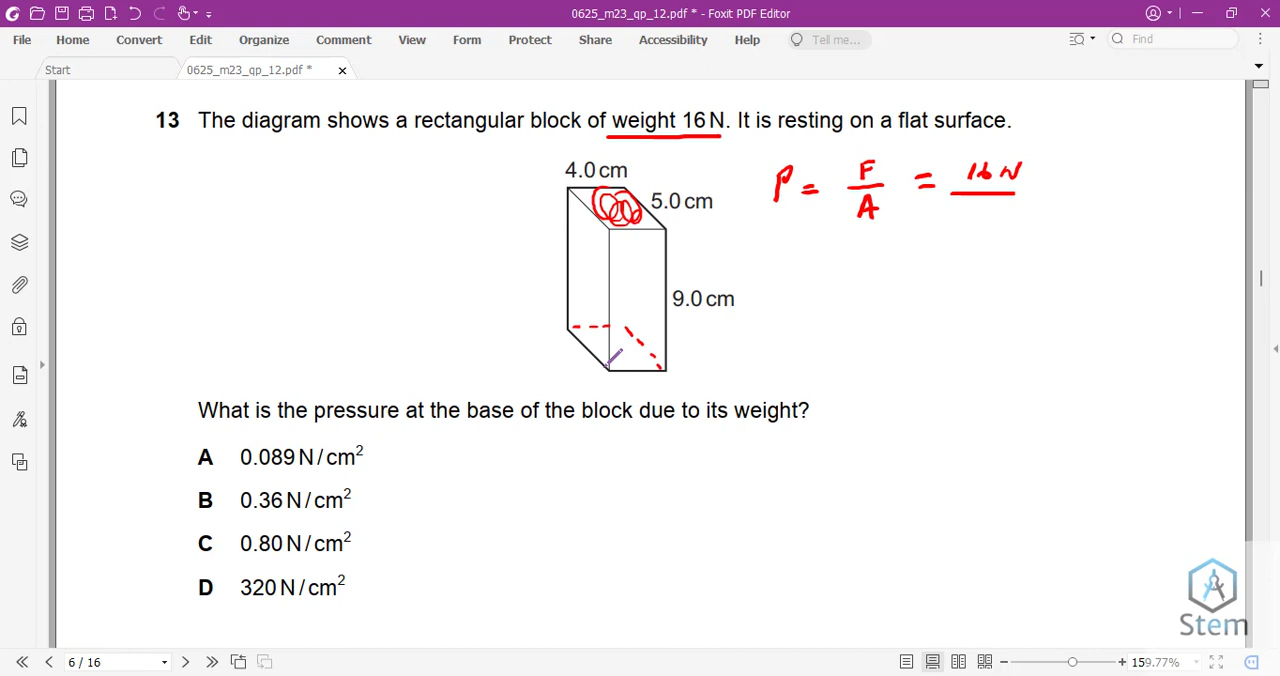 0625_m23_qp_12.pdf * - Foxit PDF Editor
File Home Convert Edit Organize Comment View Form Protect Share Accessibility Help Tell me... Find
Start 0625_m23_qp_12.pdf *
13 The diagram shows a rectangular block of weight 16 N. It is resting on a flat surface.
4.0 cm
5.0 cm
9.0 cm
P = F/A = 16 N
What is the pressure at the base of the block due to its weight?
A 0.089 N / cm²
B 0.36 N / cm²
C 0.80 N / cm²
D 320 N / cm²
Stem
6 / 16 159.77%